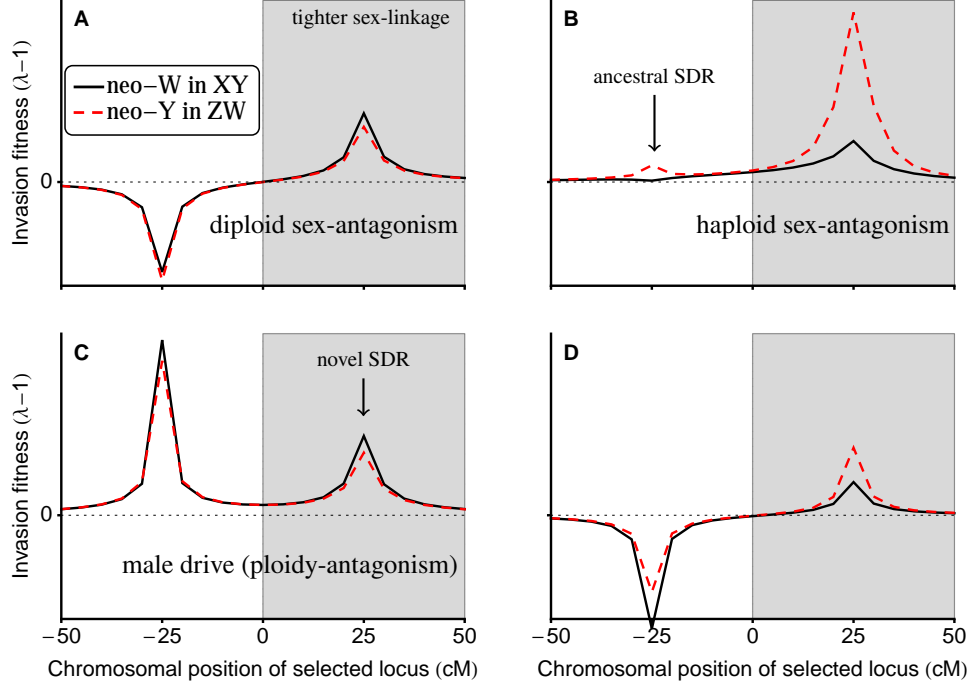 A
tighter sex-linkage
neo−W in XY
neo−Y in ZW
diploid sex-antagonism
0
Invasion fitness (λ−1)
B
ancestral SDR
haploid sex-antagonism
C
novel SDR
male drive (ploidy-antagonism)
0
Invasion fitness (λ−1)
−50
−25
0
25
50
Chromosomal position of selected locus (cM)
D
−50
−25
0
25
50
Chromosomal position of selected locus (cM)